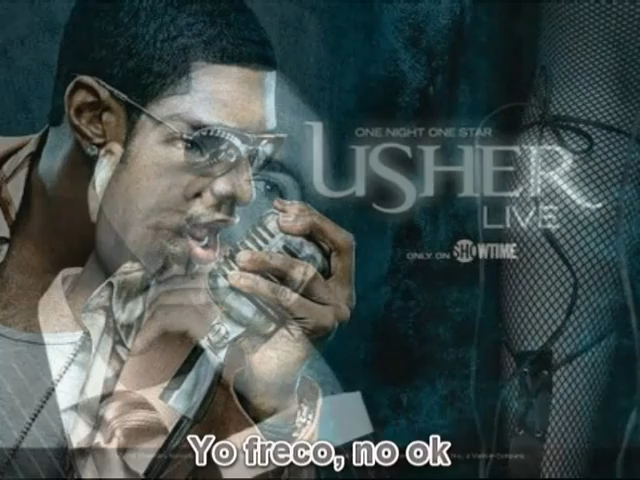 ONE NIGHT ONE STAR
USHER
LIVE
ONLY ON SHOWTIME
Yo freco, no ok